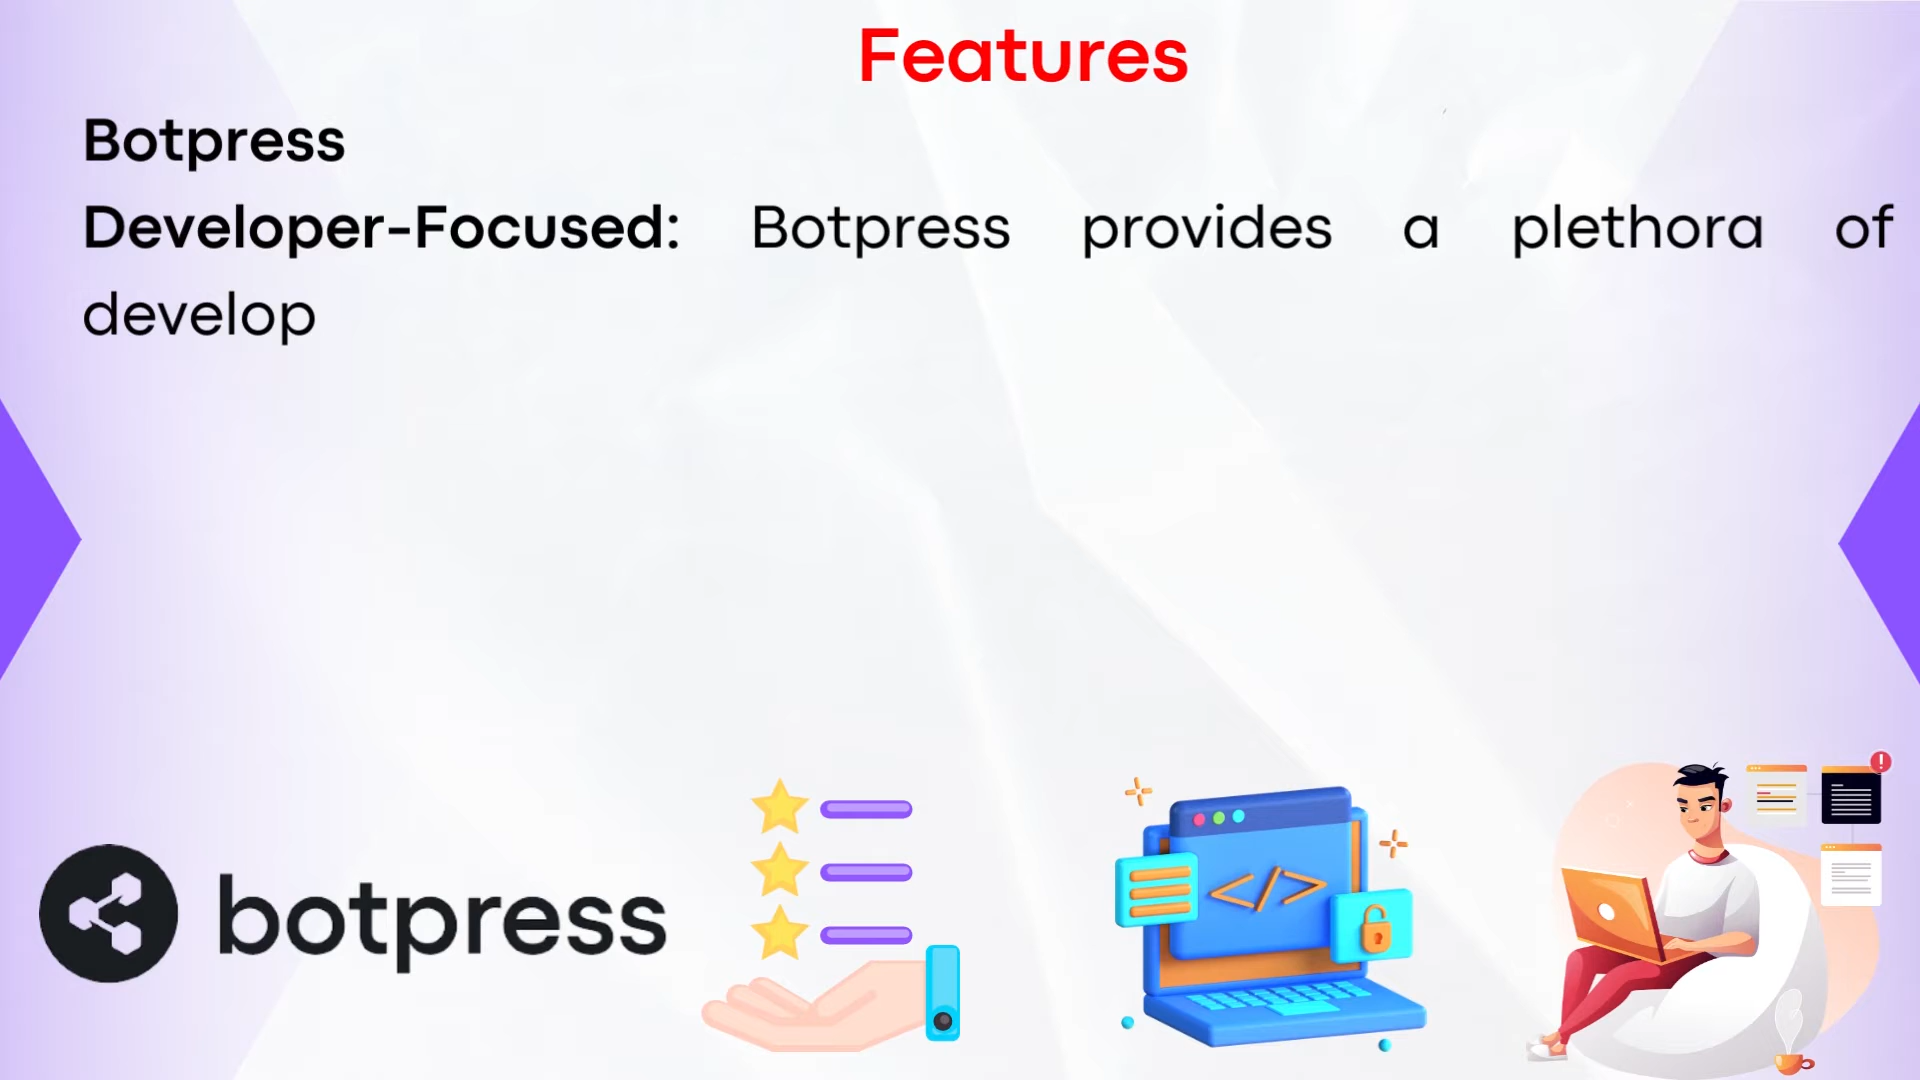 Features
Botpress
Developer-Focused: Botpress provides a plethora of
develop
botpress